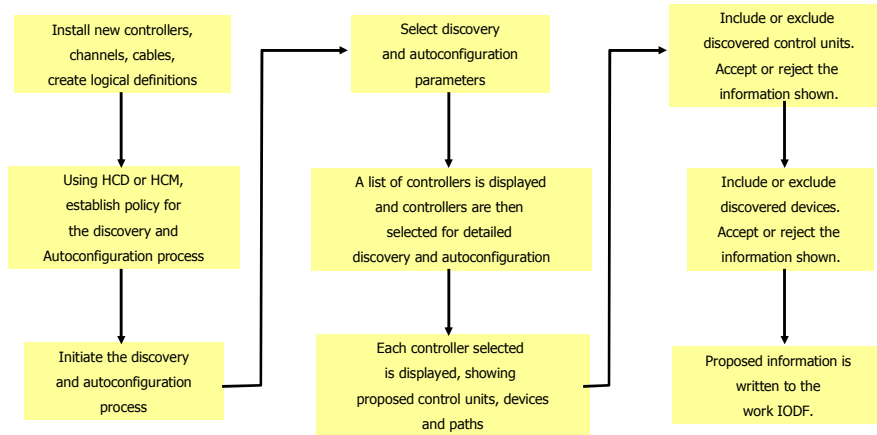 Install new controllers,
channels, cables,
create logical definitions
Using HCD or HCM,
establish policy for
the discovery and
Autoconfiguration process
Initiate the discovery
and autoconfiguration
process
Select discovery
and autoconfiguration
parameters
A list of controllers is displayed
and controllers are then
selected for detailed
discovery and autoconfiguration
Each controller selected
is displayed, showing
proposed control units, devices
and paths
Include or exclude
discovered control units.
Accept or reject the
information shown.
Include or exclude
discovered devices.
Accept or reject the
information shown.
Proposed information is
written to the
work IODF.